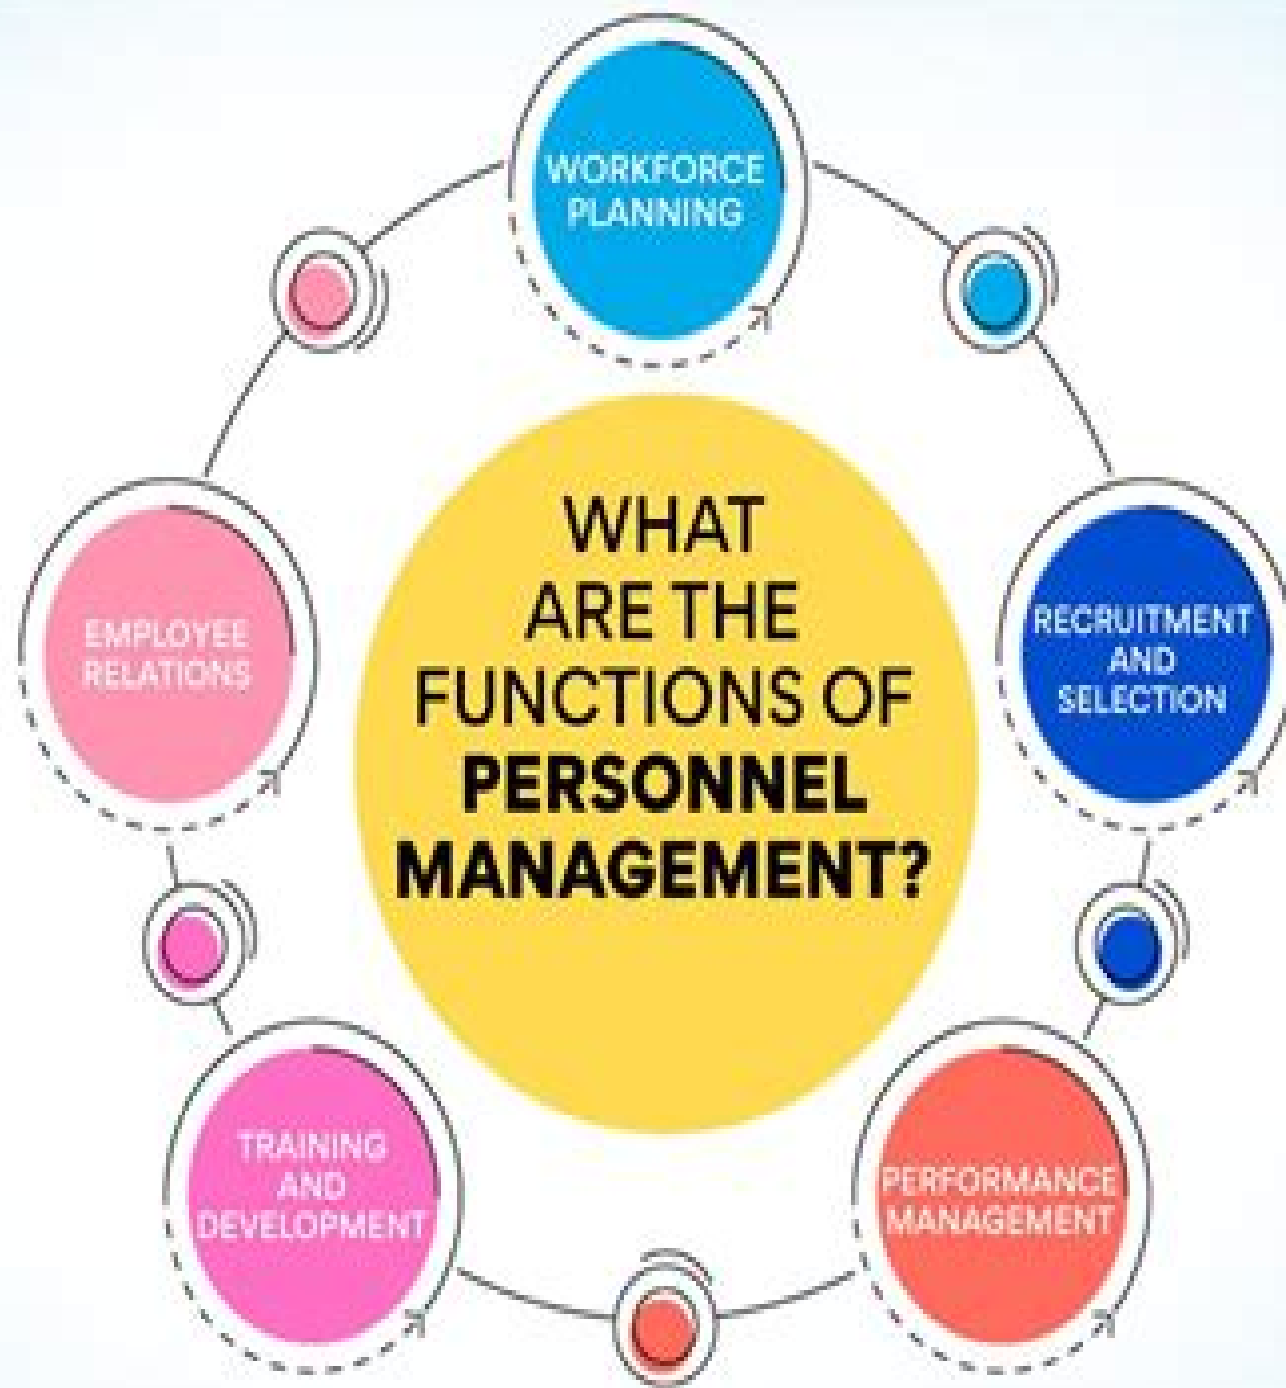 WORKFORCE
PLANNING
WHAT
ARE THE
FUNCTIONS OF
PERSONNEL
MANAGEMENT?
RECRUITMENT
AND
SELECTION
PERFORMANCE
MANAGEMENT
TRAINING
AND
DEVELOPMENT
EMPLOYEE
RELATIONS